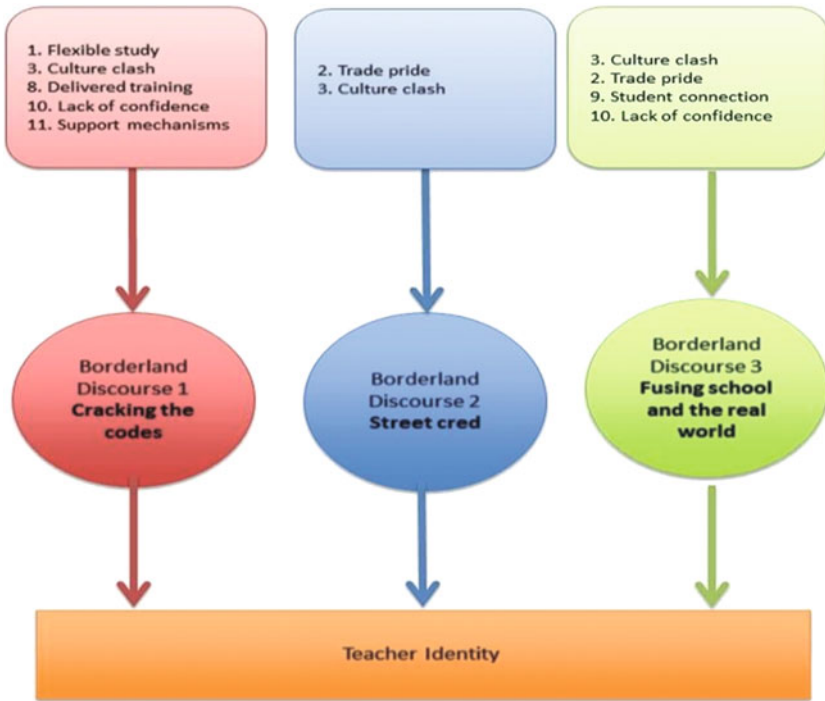 1. Flexible study
3. Culture clash
8. Delivered training
10. Lack of confidence
11. Support mechanisms
2. Trade pride
3. Culture clash
3. Culture clash
2. Trade pride
9. Student connection
10. Lack of confidence
Borderland
Discourse 1
Cracking the
codes
Borderland
Discourse 2
Street cred
Borderland
Discourse 3
Fusing school
and the real
world
Teacher Identity